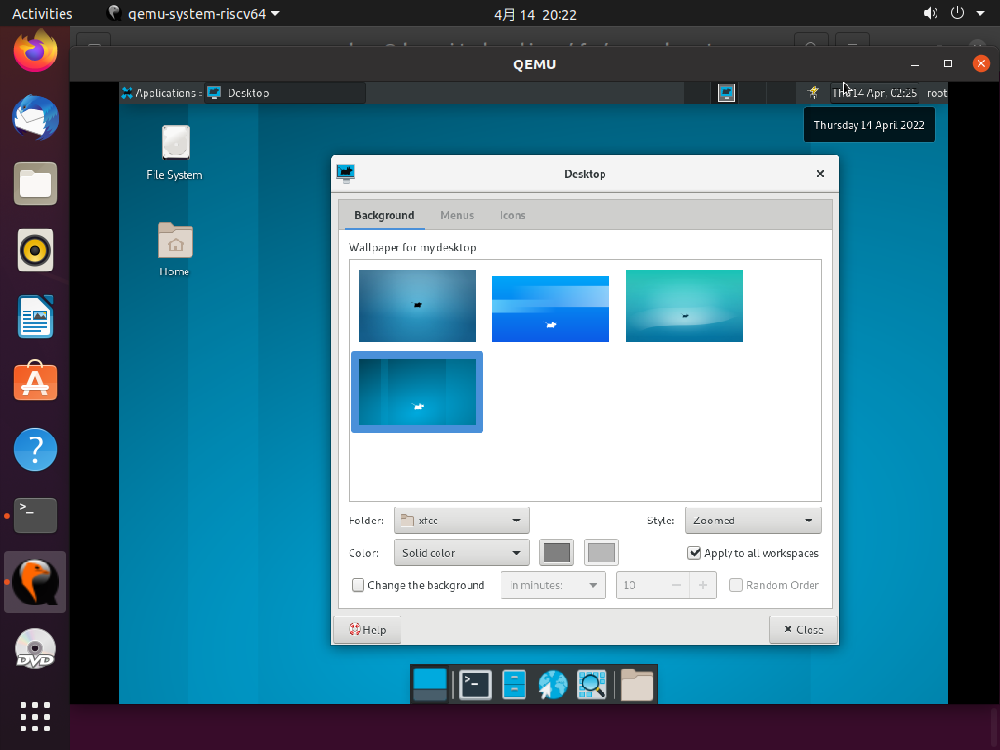 Activities
qemu-system-riscv64
4月 14 20:22
QEMU
Applications :
Desktop
Thu 14 Apr, 02:25
root
Thursday 14 April 2022
File System
Home
Desktop
Background
Menus
Icons
Wallpaper for my desktop
Folder:
xfce
Style:
Zoomed
Color:
Solid color
Apply to all workspaces
Change the background
In minutes:
10
Random Order
Help
Close
>_
DVD